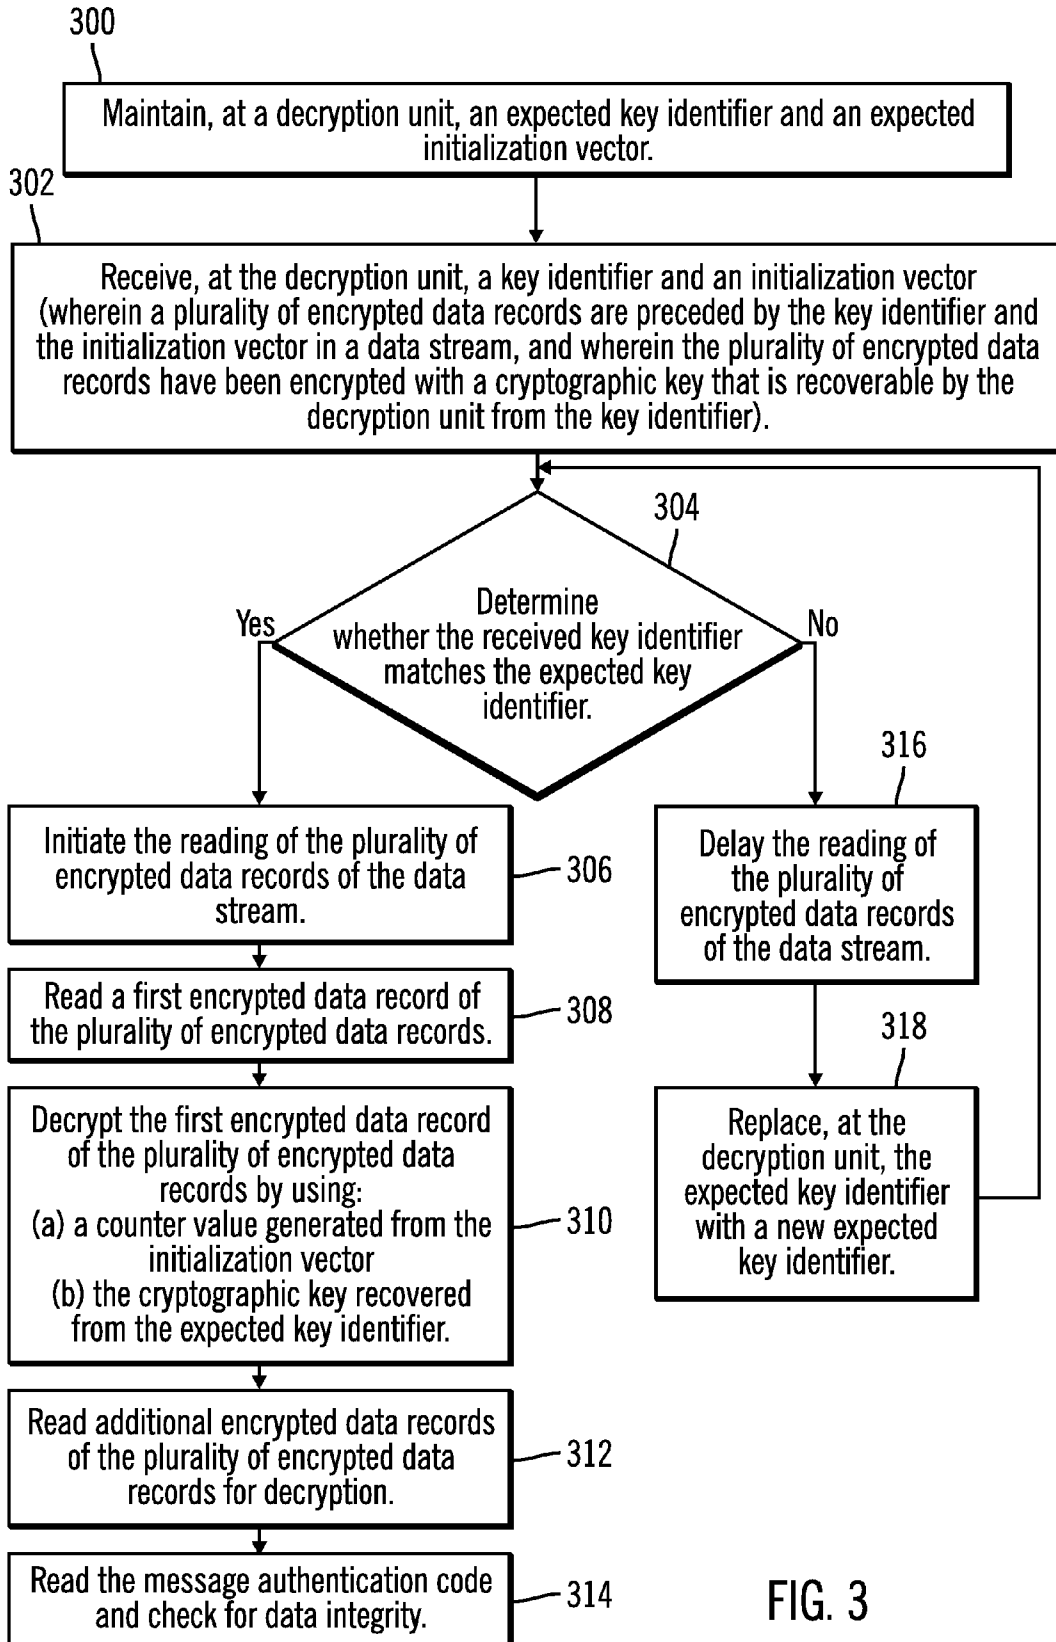 300
Maintain, at a decryption unit, an expected key identifier and an expected
initialization vector.
302
Receive, at the decryption unit, a key identifier and an initialization vector
(wherein a plurality of encrypted data records are preceded by the key identifier and
the initialization vector in a data stream, and wherein the plurality of encrypted data
records have been encrypted with a cryptographic key that is recoverable by the
decryption unit from the key identifier).
304
Determine
whether the received key identifier
matches the expected key
identifier.
Yes
No
Initiate the reading of the plurality of
encrypted data records of the data
stream.
306
Read a first encrypted data record of
the plurality of encrypted data records.
308
Decrypt the first encrypted data record
of the plurality of encrypted data
records by using:
(a) a counter value generated from the
initialization vector
(b) the cryptographic key recovered
from the expected key identifier.
310
Read additional encrypted data records
of the plurality of encrypted data
records for decryption.
312
Read the message authentication code
and check for data integrity.
314
316
Delay the reading of
the plurality of
encrypted data records
of the data stream.
318
Replace, at the
decryption unit, the
expected key identifier
with a new expected
key identifier.
FIG. 3